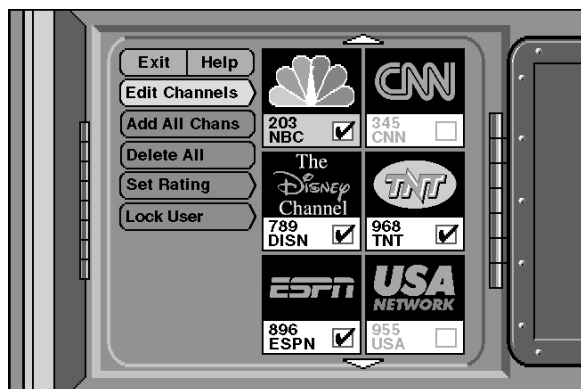 Exit Help
Edit Channels
Add All Chans
Delete All
Set Rating
Lock User
203
NBC
CNN
345
CNN
The
Disney
Channel
789
DISN
TNT
968
TNT
ESPN
896
ESPN
USA
NETWORK
955
USA